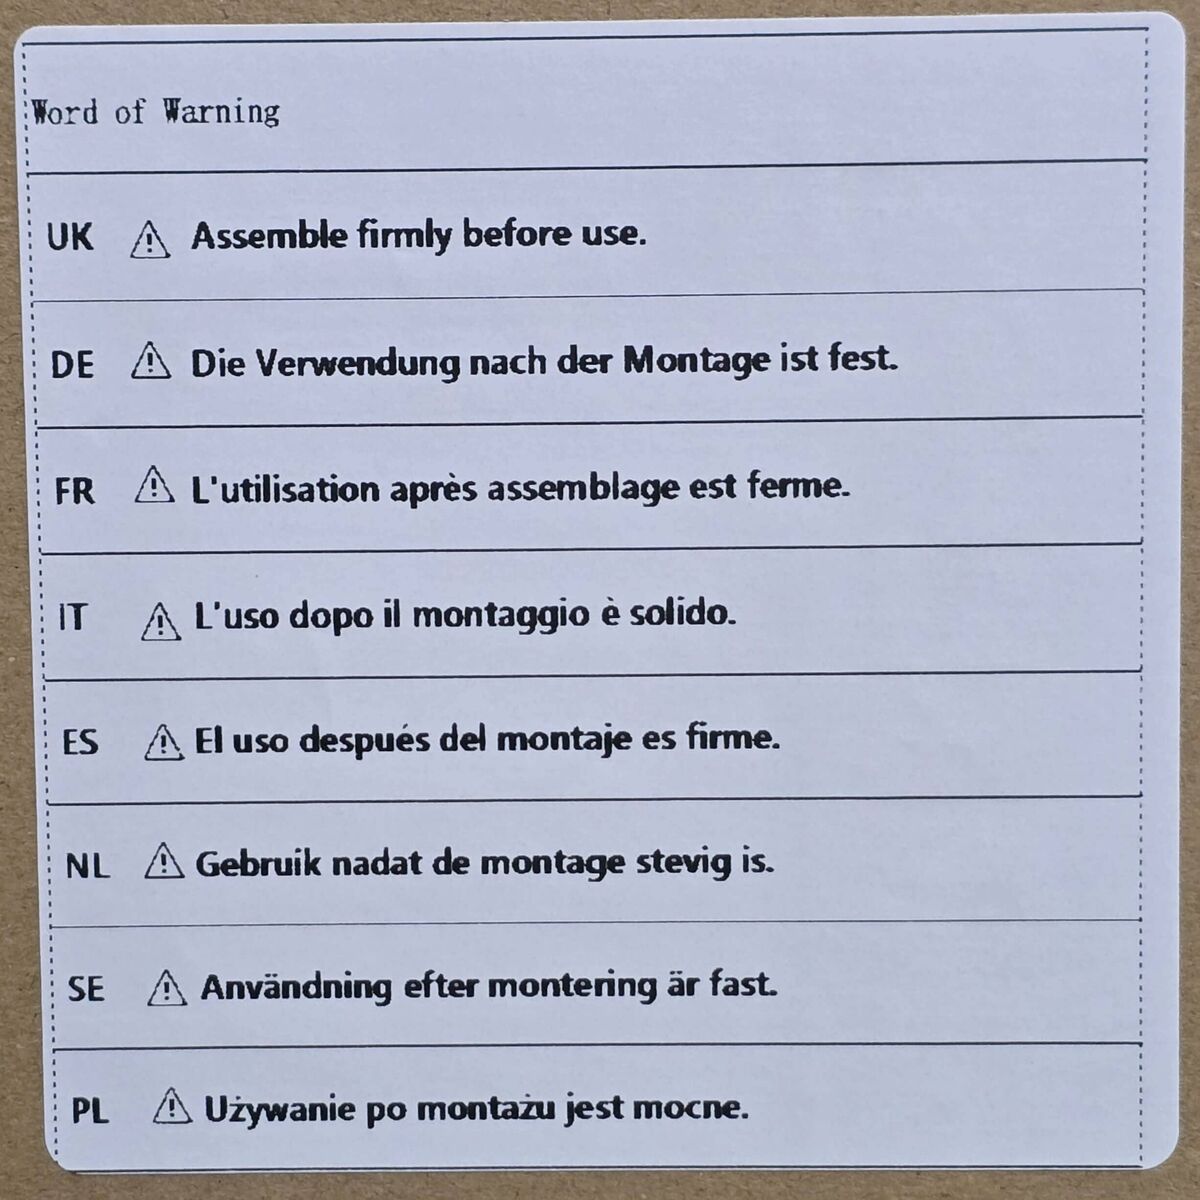 Word of Warning
UK ⚠ Assemble firmly before use.
DE ⚠ Die Verwendung nach der Montage ist fest.
FR ⚠ L'utilisation après assemblage est ferme.
IT ⚠ L'uso dopo il montaggio è solido.
ES ⚠ El uso después del montaje es firme.
NL ⚠ Gebruik nadat de montage stevig is.
SE ⚠ Användning efter montering är fast.
PL ⚠ Używanie po montażu jest mocne.